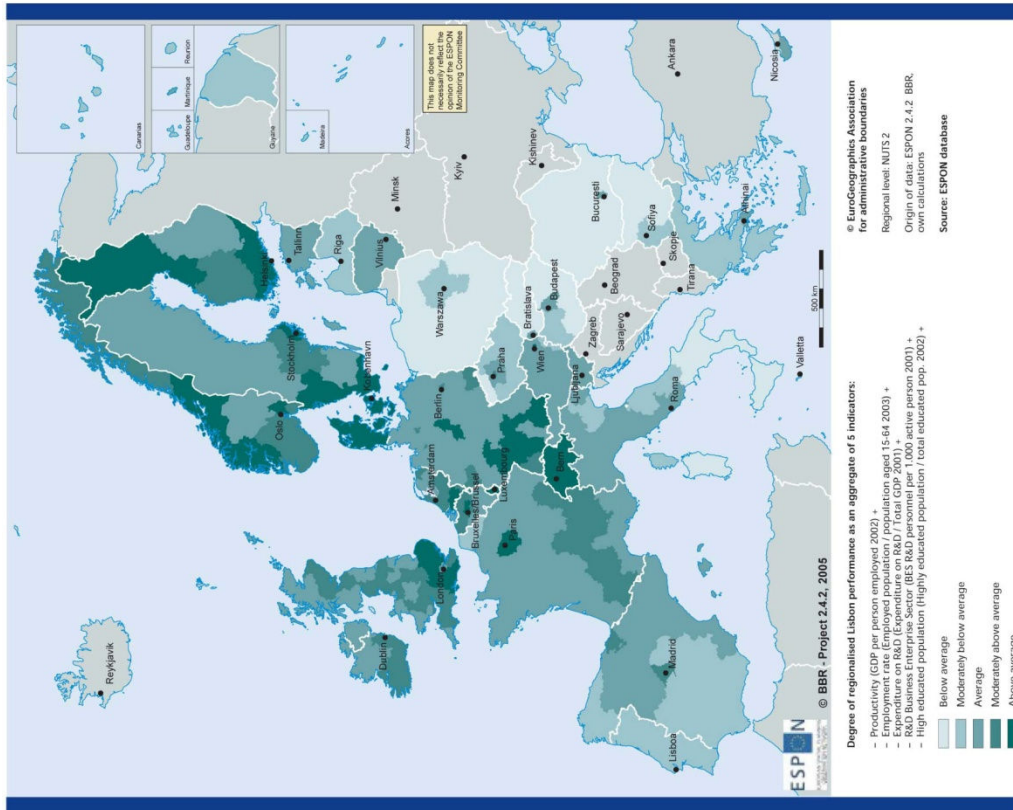 Canarias
Guadeloupe
Martinique
Reunion
Guyane
Madeira
Acores
This map does not
necessarily reflect the
opinion of the ESPON
Monitoring Committee
Reykjavik
Oslo
Stockholm
Helsinki
Tallinn
Riga
Vilnius
Minsk
København
Dublin
London
Amsterdam
Berlin
Warszawa
Kyiv
Bruxelles/Brussel
Luxembourg
Paris
Praha
Kishinev
Bratislava
Wien
Budapest
Bern
Ljubljana
Zagreb
Beograd
Bucuresti
Sarajevo
Sofiya
Skopje
Tirana
Roma
Madrid
Lisboa
Ankara
Athinai
Nicosia
Valletta
500 km
ESPON
© BBR - Project 2.4.2, 2005
Degree of regionalised Lisbon performance as an aggregate of 5 indicators:
– Productivity (GDP per person employed 2002) +
– Employment rate (Employed population / population aged 15-64 2003) +
– Expenditure on R&D (Expenditure on R&D / Total GDP 2001) +
– R&D Business Enterprise Sector (BES R&D personnel per 1.000 active person 2001) +
– High educated population (Highly educated population / total educated pop. 2002) +
Below average
Moderately below average
Average
Moderately above average
Above average
© EuroGeographics Association
for administrative boundaries
Regional level: NUTS 2
Origin of data: ESPON 2.4.2 BBR,
own calculations
Source: ESPON database